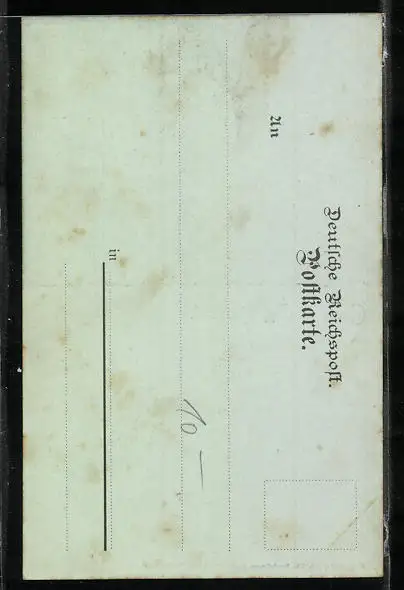 Deutsche Reichspost.
Postkarte.
An
in
10 —